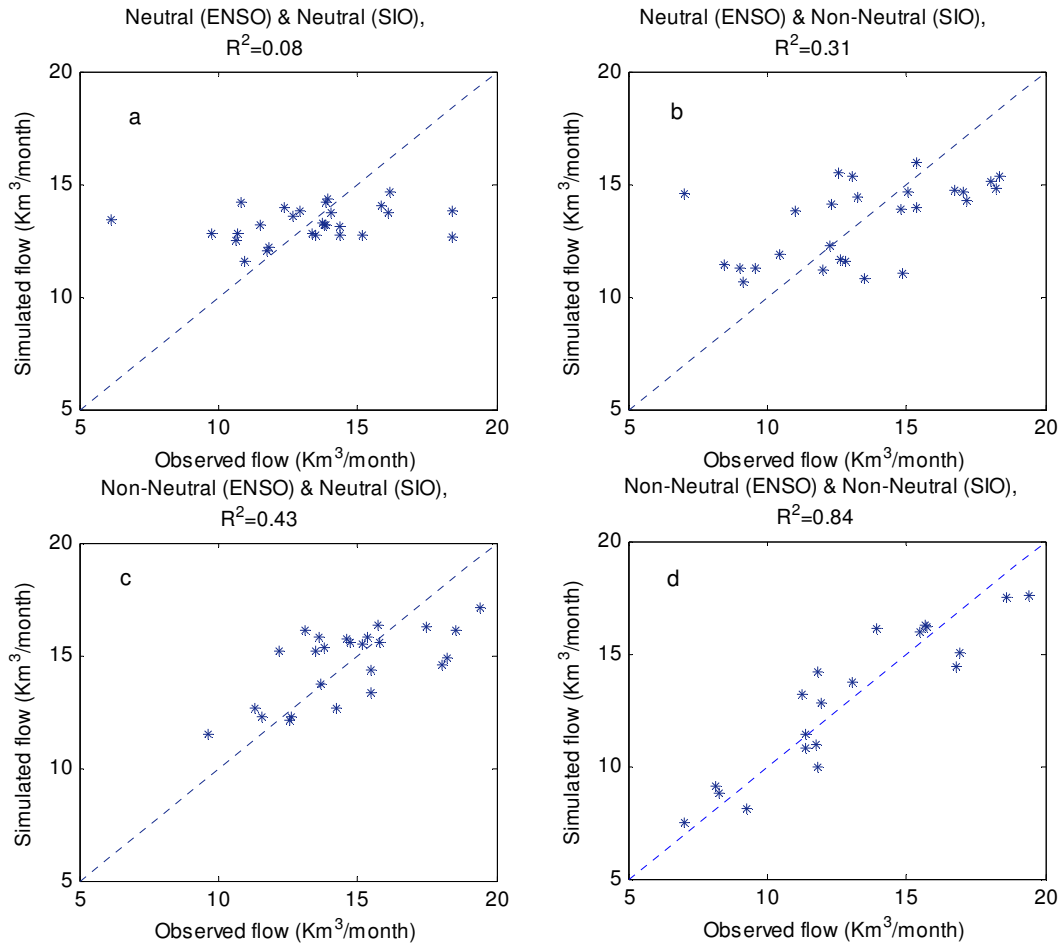 Neutral (ENSO) & Neutral (SIO),
R²=0.08
20
15
10
5
5
10
15
20
a
Simulated flow (Km³/month)
Observed flow (Km³/month)
Neutral (ENSO) & Non-Neutral (SIO),
R²=0.31
20
15
10
5
5
10
15
20
b
Simulated flow (Km³/month)
Observed flow (Km³/month)
Non-Neutral (ENSO) & Neutral (SIO),
R²=0.43
20
15
10
5
5
10
15
20
c
Simulated flow (Km³/month)
Observed flow (Km³/month)
Non-Neutral (ENSO) & Non-Neutral (SIO),
R²=0.84
20
15
10
5
5
10
15
20
d
Simulated flow (Km³/month)
Observed flow (Km³/month)